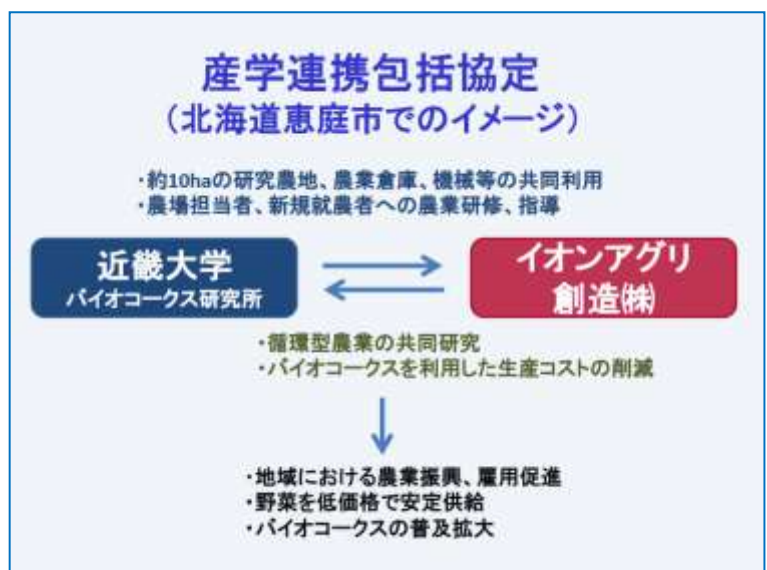 産学連携包括協定
（北海道恵庭市でのイメージ）
・約10haの研究農地、農業倉庫、機械等の共同利用
・農場担当者、新規就農者への農業研修、指導
近畿大学
バイオコークス研究所
イオンアグリ
創造㈱
・循環型農業の共同研究
・バイオコークスを利用した生産コストの削減
・地域における農業振興、雇用促進
・野菜を低価格で安定供給
・バイオコークスの普及拡大